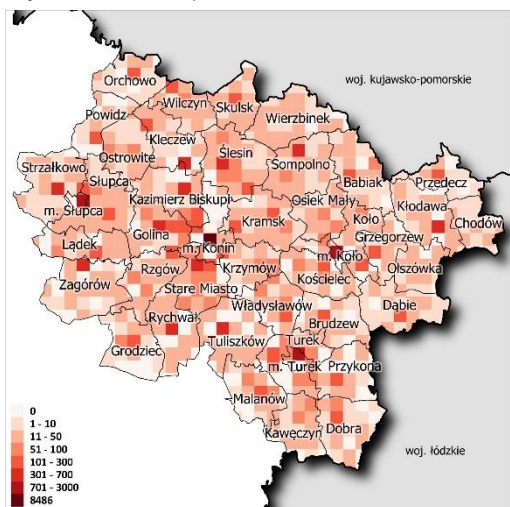 Orchowo
woj. kujawsko-pomorskie
Wilczyn
Skulsk
Powidz
Wierzbinek
Kleczew
Ostrowite
Ślesin
Strzałkowo
Sompolno
Słupca
Babiak
Przedecz
m. Słupca
Kazimierz Biskupi
Osiek Mały
Kłodawa
Chodów
Koło
Kramsk
Golina
Grzegorzew
Lądek
m. Konin
m. Koło
Rzgów
Krzymów
Kościelec
Olszówka
Zagórów
Stare Miasto
Władysławów
Dąbie
Rychwał
Brudzew
Grodziec
Tuliszków
Turek
m. Turek
Przykona
Malanów
Kawęczyn
Dobra
woj. łódzkie
0
1 - 10
11 - 50
51 - 100
101 - 300
301 - 700
701 - 3000
8486